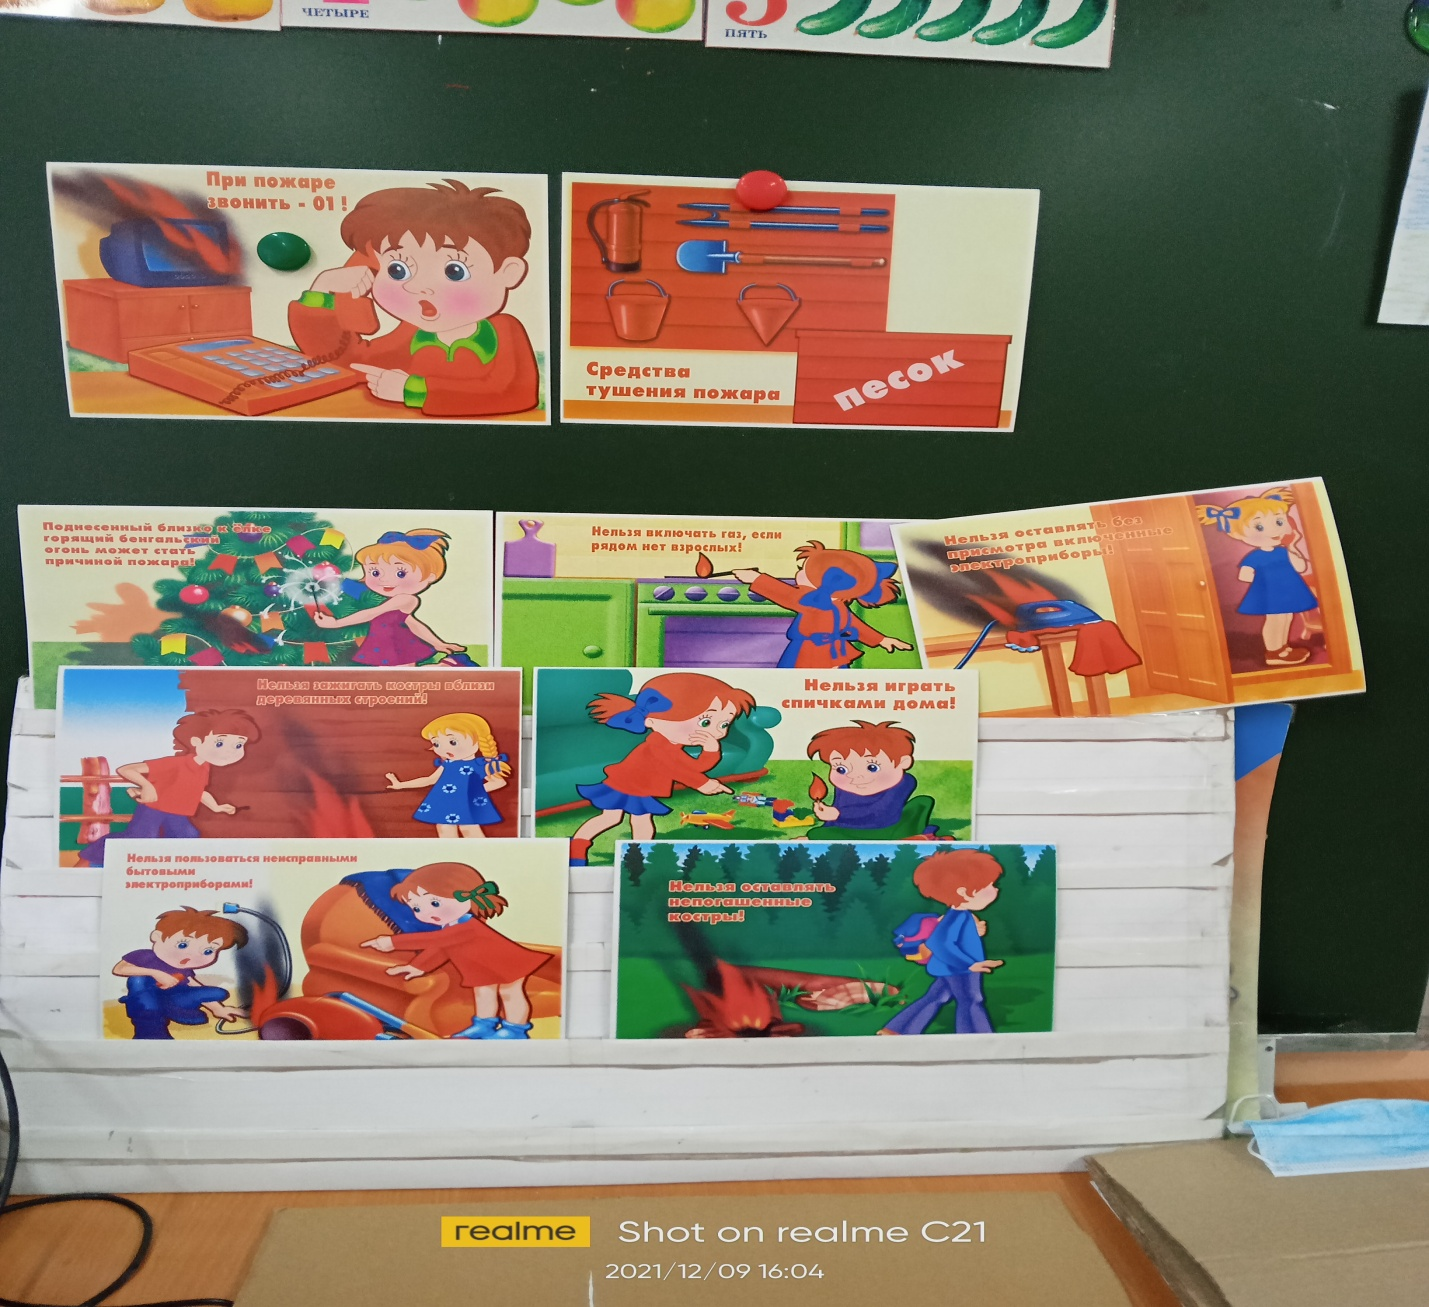 ЧЕТЫРЕ
ПЯТЬ
При пожаре
звонить - 01 !
Средства
тушения пожара
песок
Поднесенный близко к ёлке
горящий бенгальский
огонь может стать
причиной пожара!
Нельзя включать газ, если
рядом нет взрослых!
Нельзя оставлять без
присмотра включенные
электроприборы!
Нельзя зажигать костры вблизи
деревянных строений!
Нельзя играть
спичками дома!
Нельзя пользоваться неисправными
бытовыми
электроприборами!
Нельзя оставлять
непогашенные
костры!
realme Shot on realme C21
2021/12/09 16:04